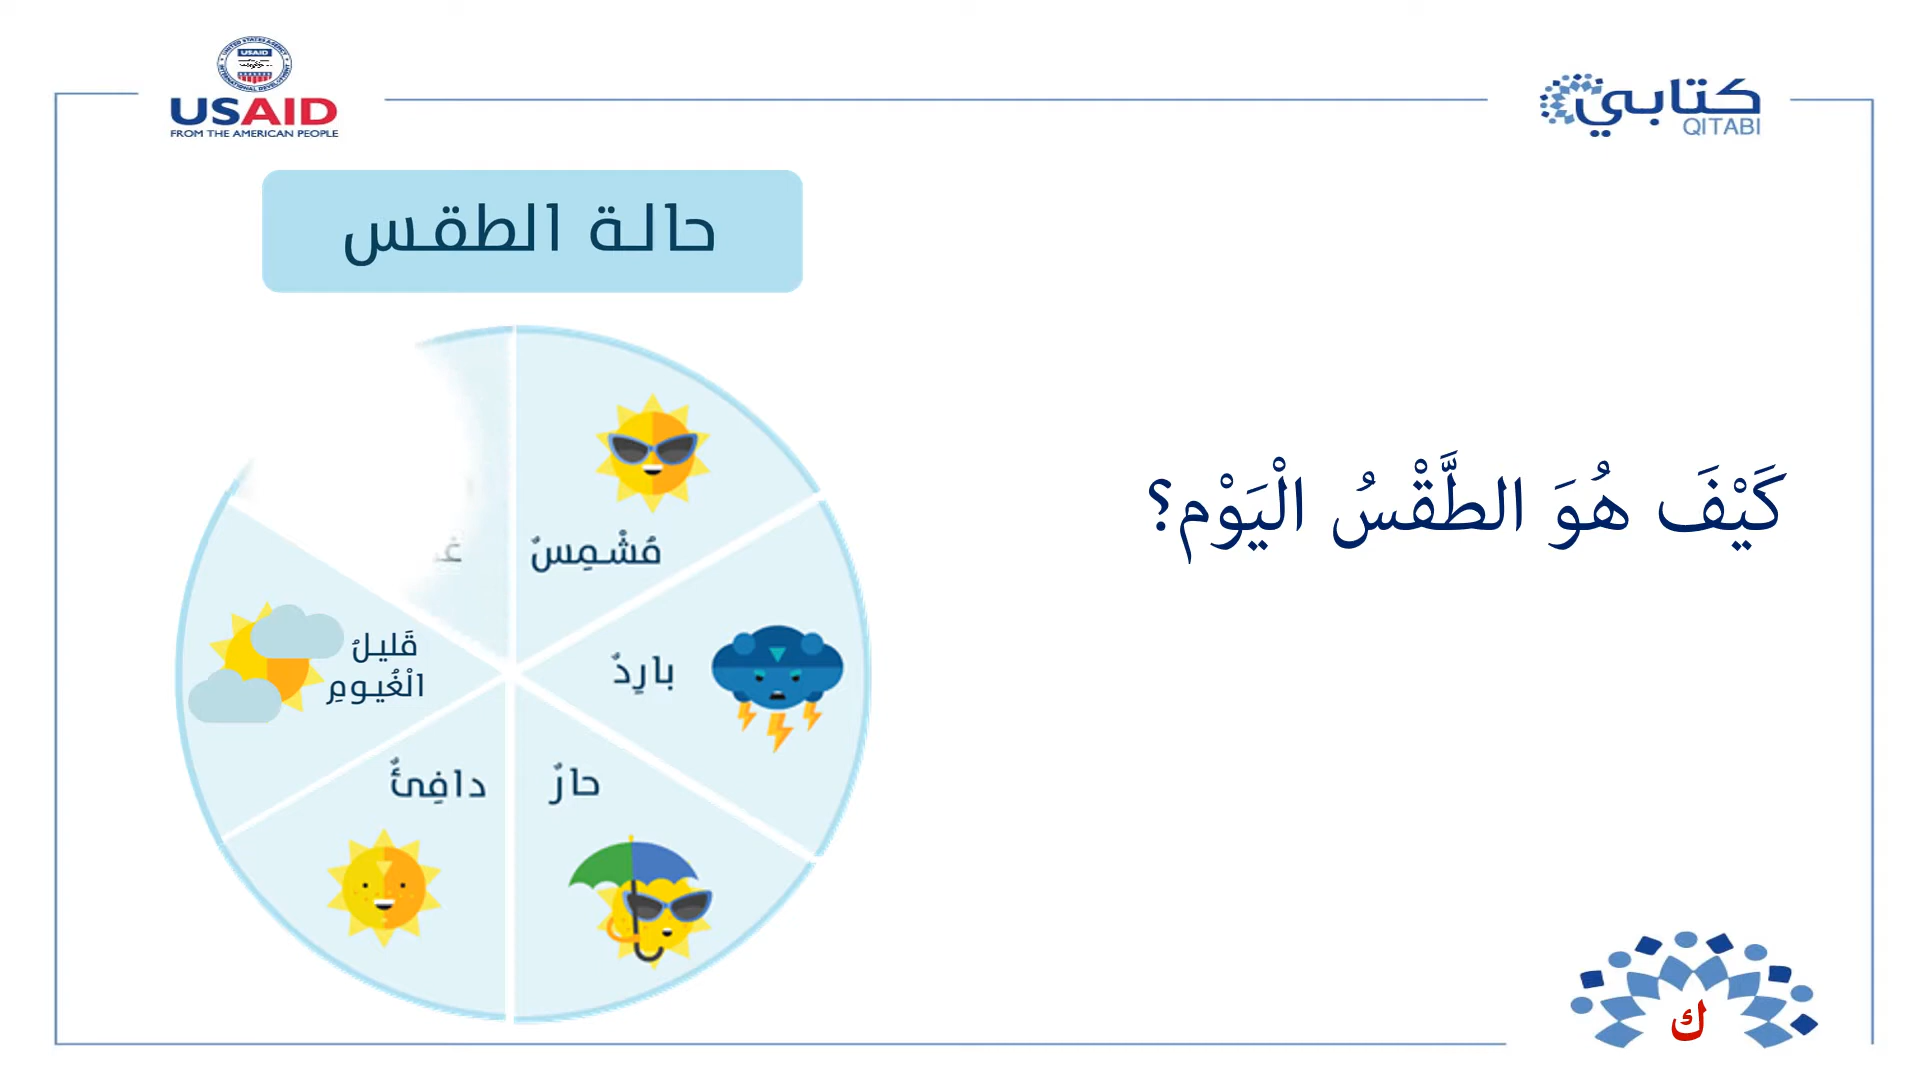 USAID
FROM THE AMERICAN PEOPLE
كتابي
QITABI
حالة الطقس
كَيْفَ هُوَ الطَّقْسُ الْيَوْم؟
مُشْمِسٌ
بارِدٌ
حارٌ
دافِئٌ
قَليلُ
الْغُيومِ
ك